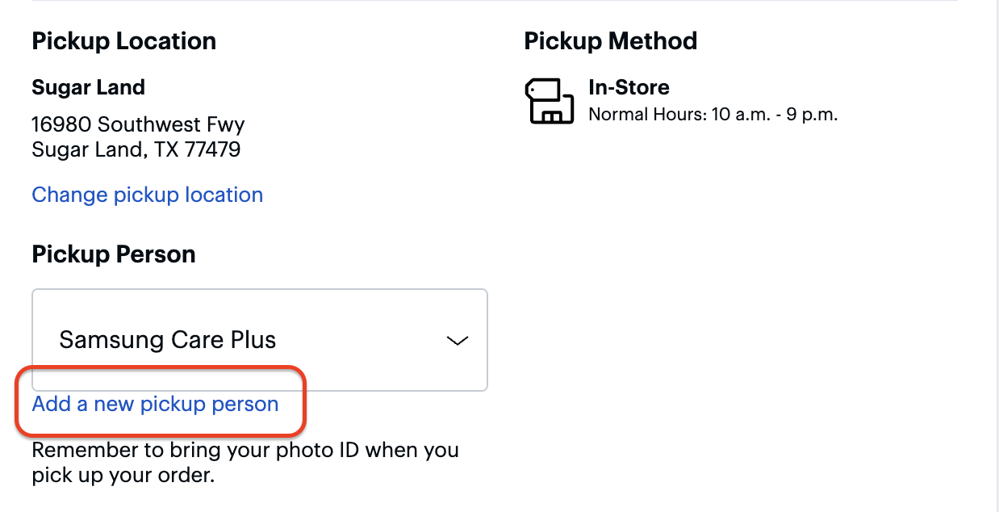 Pickup Location
Sugar Land
16980 Southwest Fwy
Sugar Land, TX 77479
Change pickup location
Pickup Method
In-Store
Normal Hours: 10 a.m. - 9 p.m.
Pickup Person
Samsung Care Plus
Add a new pickup person
Remember to bring your photo ID when you
pick up your order.